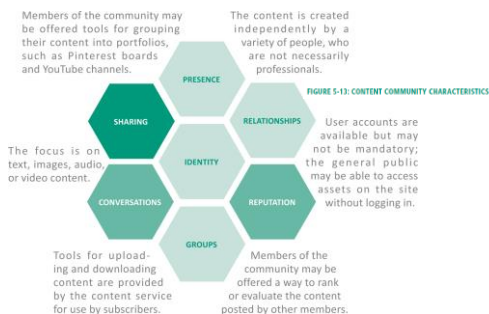 Members of the community may
be offered tools for grouping
their content into portfolios,
such as Pinterest boards
and YouTube channels.
The content is created
independently by a
variety of people, who
are not necessarily
professionals.
PRESENCE
FIGURE 5-13: CONTENT COMMUNITY CHARACTERISTICS
SHARING
RELATIONSHIPS
User accounts are
available but may
not be mandatory;
the general public
may be able to access
assets on the site
without logging in.
The focus is on
text, images, audio,
or video content.
IDENTITY
CONVERSATIONS
REPUTATION
GROUPS
Tools for upload-
ing and downloading
content are provided
by the content service
for use by subscribers.
Members of the
community may be
offered a way to rank
or evaluate the content
posted by other members.